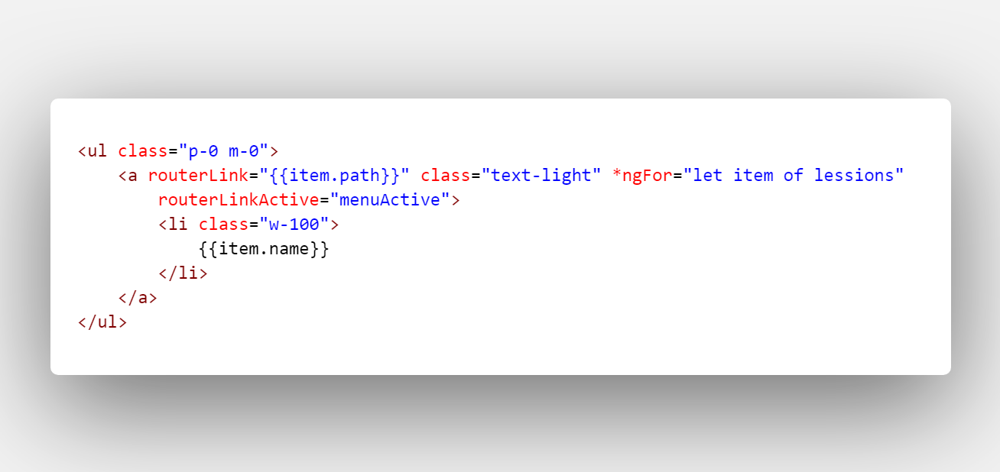 <ul class="p-0 m-0">
    <a routerLink="{{item.path}}" class="text-light" *ngFor="let item of lessions"
        routerLinkActive="menuActive">
        <li class="w-100">
            {{item.name}}
        </li>
    </a>
</ul>